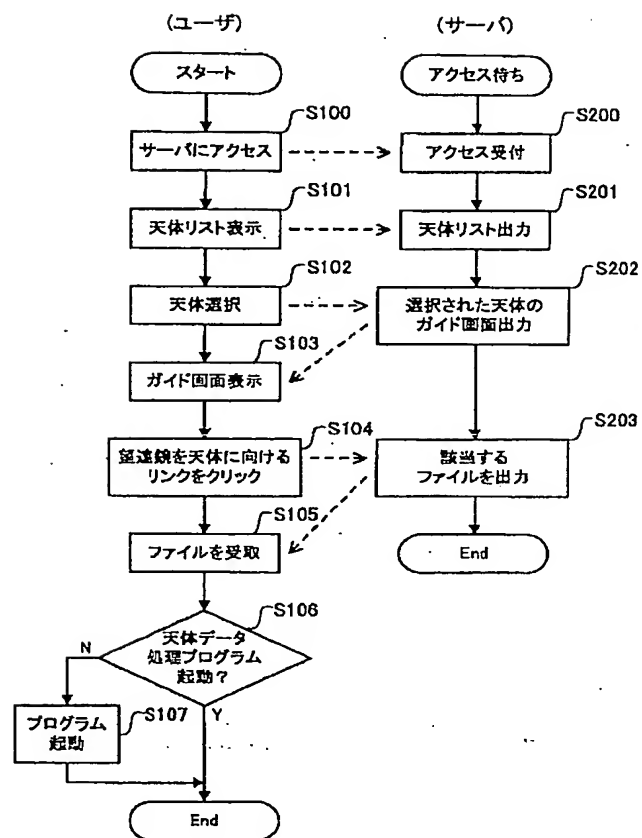 (ユーザ)
(サーバ)
スタート
アクセス待ち
S100
サーバにアクセス
S200
アクセス受付
S101
天体リスト表示
S201
天体リスト出力
S102
天体選択
S202
選択された天体の
ガイド画面出力
S103
ガイド画面表示
S104
望遠鏡を天体に向ける
リンクをクリック
S203
該当する
ファイルを出力
S105
ファイルを受取
End
S106
天体データ
処理プログラム
起動?
N
Y
S107
プログラム
起動
End